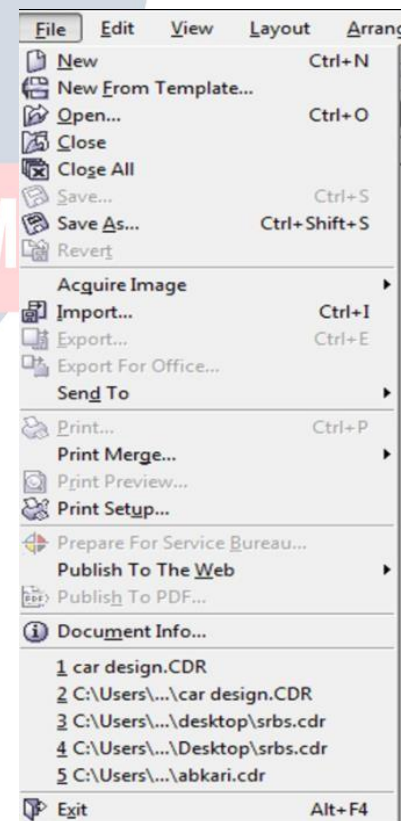 File Edit View Layout Arrang
New Ctrl+N
New From Template...
Open... Ctrl+O
Close
Close All
Save... Ctrl+S
Save As... Ctrl+Shift+S
Revert
Acquire Image
Import... Ctrl+I
Export... Ctrl+E
Export For Office...
Send To
Print... Ctrl+P
Print Merge...
Print Preview...
Print Setup...
Prepare For Service Bureau...
Publish To The Web
Publish To PDF...
Document Info...
1 car design.CDR
2 C:\Users\...\car design.CDR
3 C:\Users\...\desktop\srbs.cdr
4 C:\Users\...\Desktop\srbs.cdr
5 C:\Users\...\abkari.cdr
Exit Alt+F4